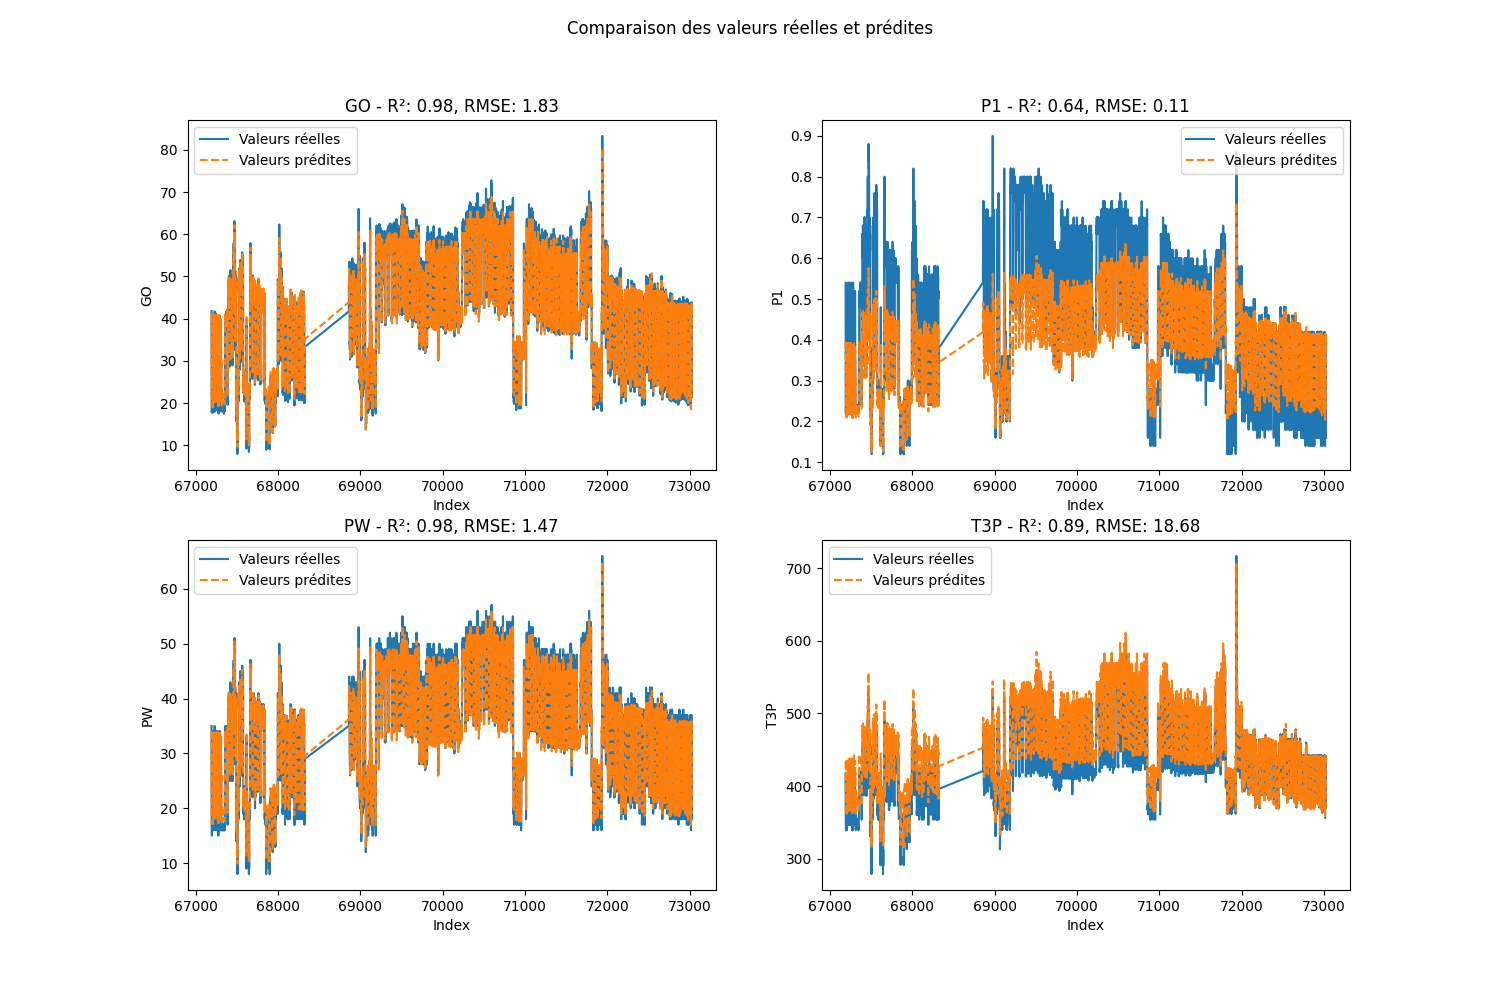 Comparaison des valeurs réelles et prédites
GO - R²: 0.98, RMSE: 1.83
Valeurs réelles
Valeurs prédites
80
70
60
50
40
30
20
10
GO
67000 68000 69000 70000 71000 72000 73000
Index
P1 - R²: 0.64, RMSE: 0.11
Valeurs réelles
Valeurs prédites
0.9
0.8
0.7
0.6
0.5
0.4
0.3
0.2
0.1
P1
67000 68000 69000 70000 71000 72000 73000
Index
PW - R²: 0.98, RMSE: 1.47
Valeurs réelles
Valeurs prédites
60
50
40
30
20
10
PW
67000 68000 69000 70000 71000 72000 73000
Index
T3P - R²: 0.89, RMSE: 18.68
Valeurs réelles
Valeurs prédites
700
600
500
400
300
T3P
67000 68000 69000 70000 71000 72000 73000
Index